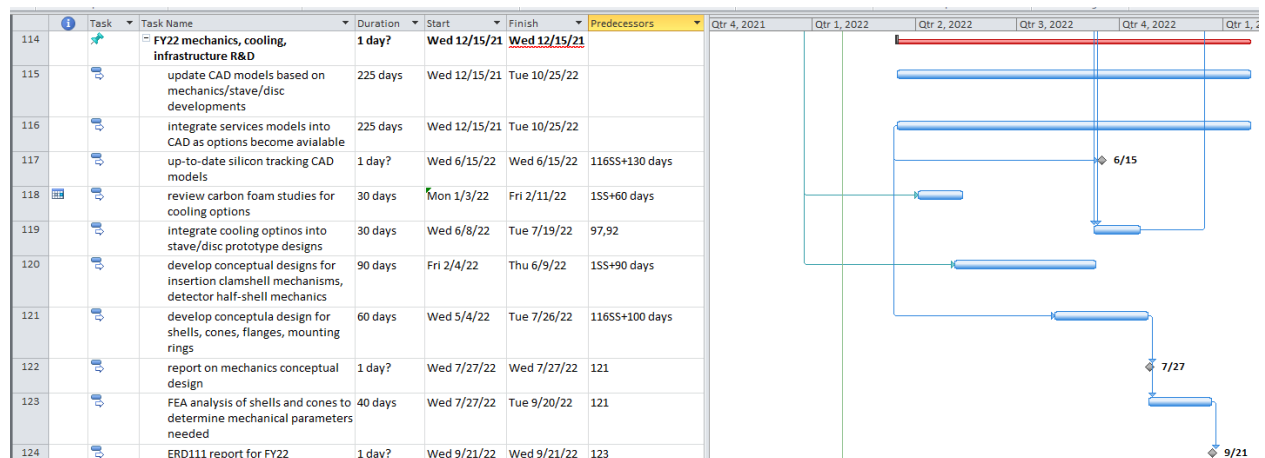 Task Task Name Duration Start Finish Predecessors Qtr 4, 2021 Qtr 1, 2022 Qtr 2, 2022 Qtr 3, 2022 Qtr 4, 2022 Qtr 1, 2
114 FY22 mechanics, cooling, 1 day? Wed 12/15/21 Wed 12/15/21
infrastructure R&D
115 update CAD models based on 225 days Wed 12/15/21 Tue 10/25/22
mechanics/stave/disc
developments
116 integrate services models into 225 days Wed 12/15/21 Tue 10/25/22
CAD as options become avialable
117 up-to-date silicon tracking CAD 1 day? Wed 6/15/22 Wed 6/15/22 116SS+130 days 6/15
models
118 review carbon foam studies for 30 days Mon 1/3/22 Fri 2/11/22 1SS+60 days
cooling options
119 integrate cooling optinos into 30 days Wed 6/8/22 Tue 7/19/22 97,92
stave/disc prototype designs
120 develop conceptual designs for 90 days Fri 2/4/22 Thu 6/9/22 1SS+90 days
insertion clamshell mechanisms,
detector half-shell mechanics
121 develop conceptula design for 60 days Wed 5/4/22 Tue 7/26/22 116SS+100 days
shells, cones, flanges, mounting
rings
122 report on mechanics conceptual 1 day? Wed 7/27/22 Wed 7/27/22 121 7/27
design
123 FEA analysis of shells and cones to 40 days Wed 7/27/22 Tue 9/20/22 121
determine mechanical parameters
needed
124 ERD111 report for FY22 1 day? Wed 9/21/22 Wed 9/21/22 123 9/21